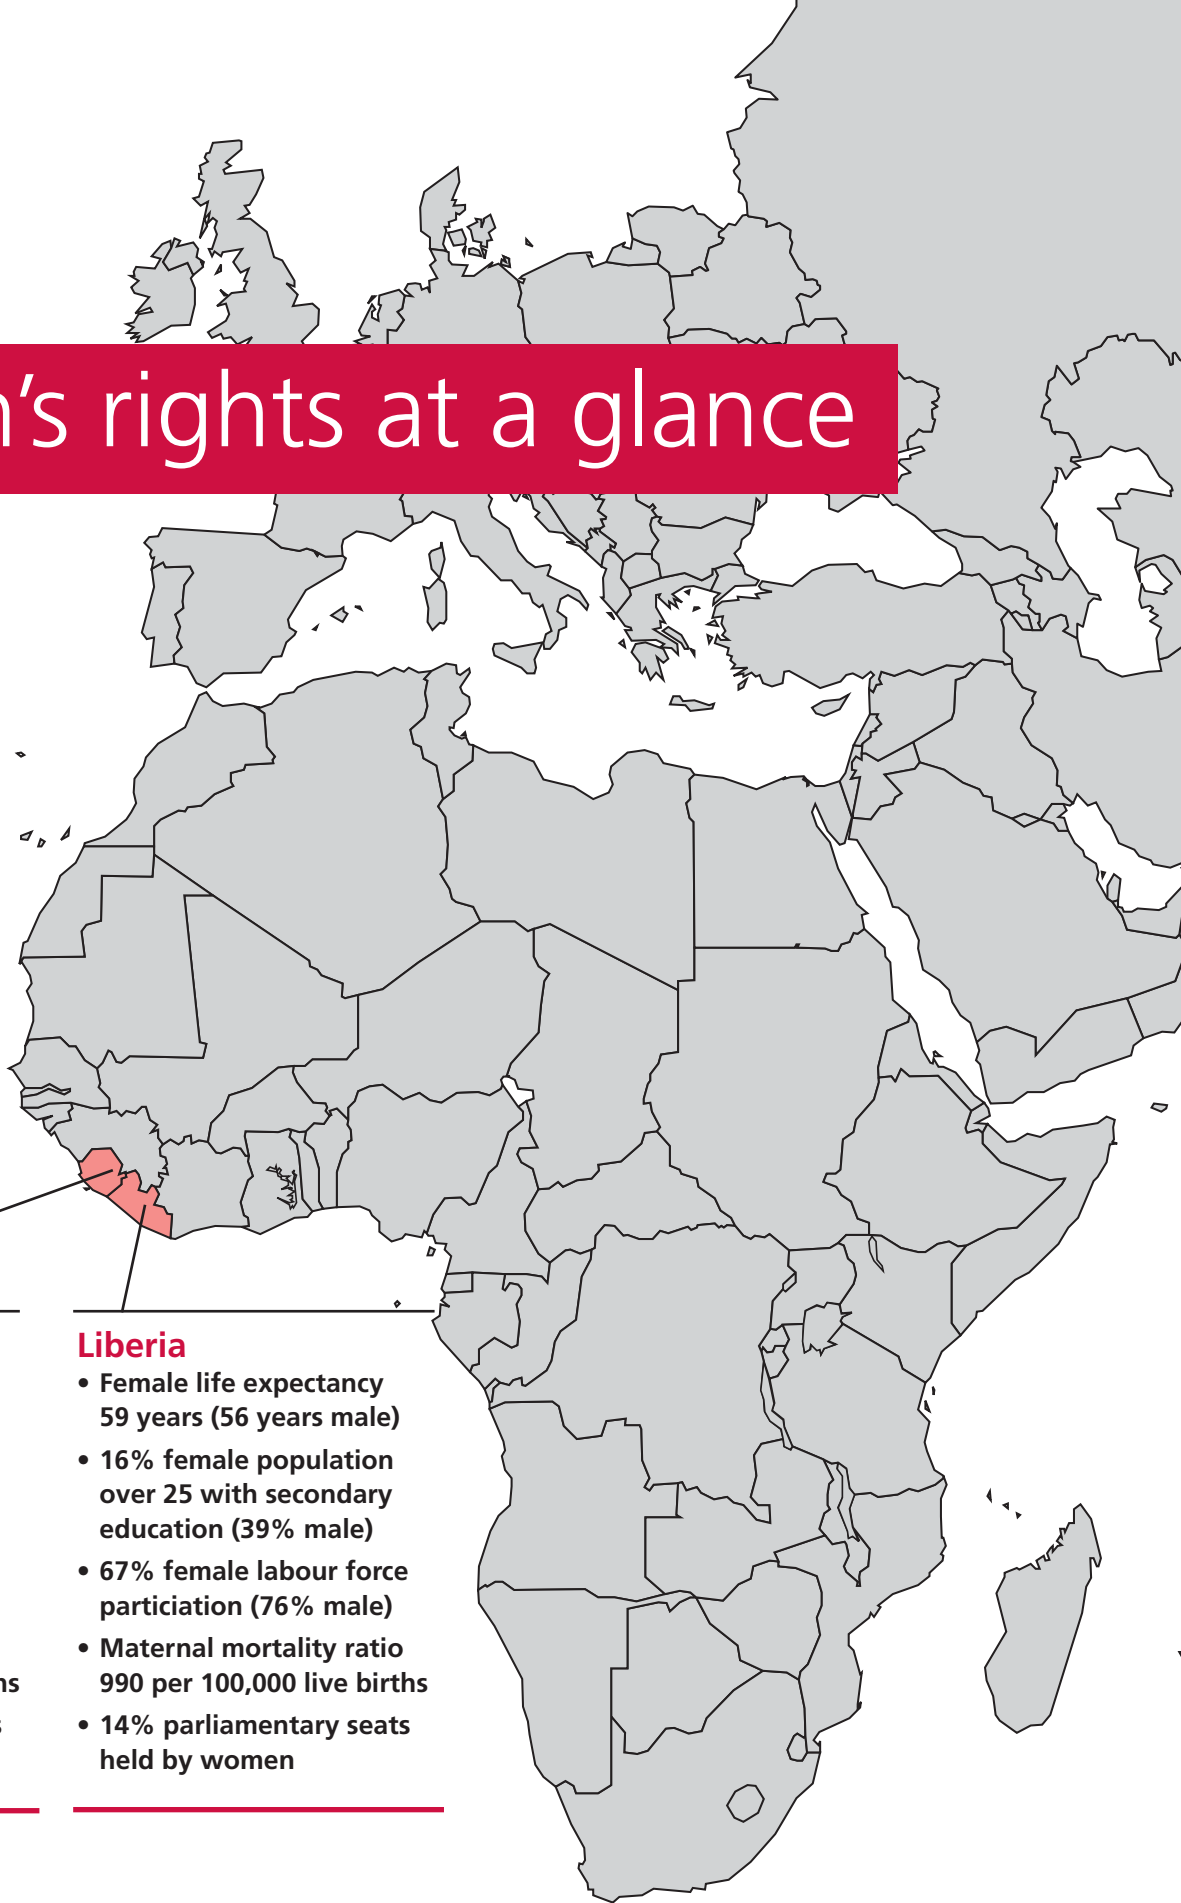 n's rights at a glance
Liberia
• Female life expectancy
59 years (56 years male)
• 16% female population
over 25 with secondary
education (39% male)
• 67% female labour force
particiation (76% male)
• Maternal mortality ratio
990 per 100,000 live births
• 14% parliamentary seats
held by women